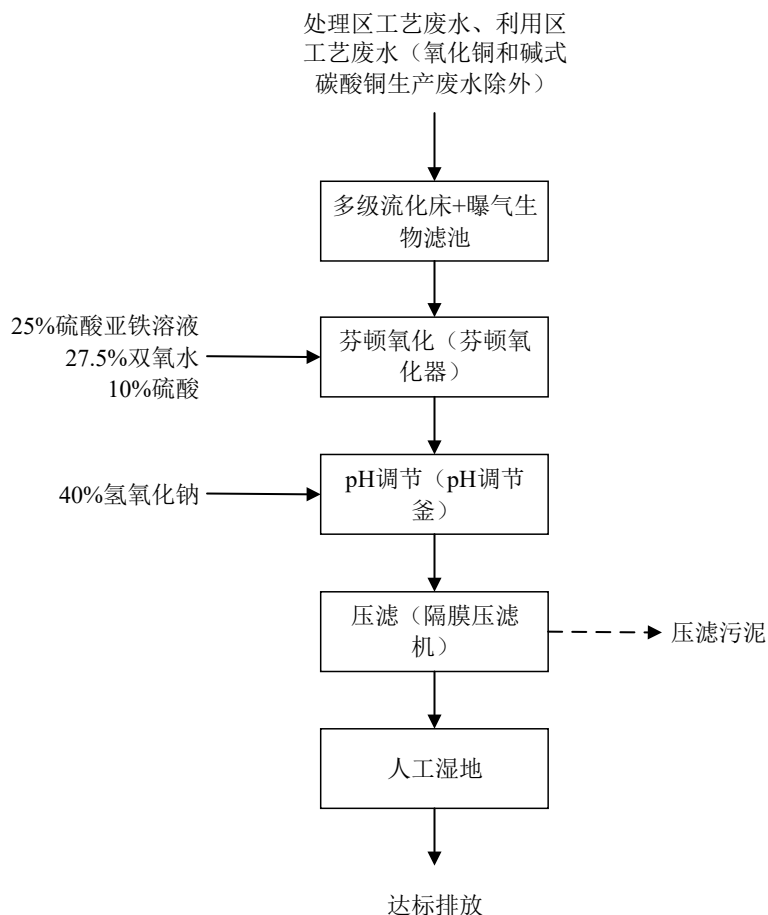 处理区工艺废水、利用区
工艺废水（氧化铜和碱式
碳酸铜生产废水除外）
多级流化床+曝气生
物滤池
25%硫酸亚铁溶液
27.5%双氧水
10%硫酸
芬顿氧化（芬顿氧
化器）
40%氢氧化钠
pH调节（pH调节
釜）
压滤（隔膜压滤
机）
压滤污泥
人工湿地
达标排放